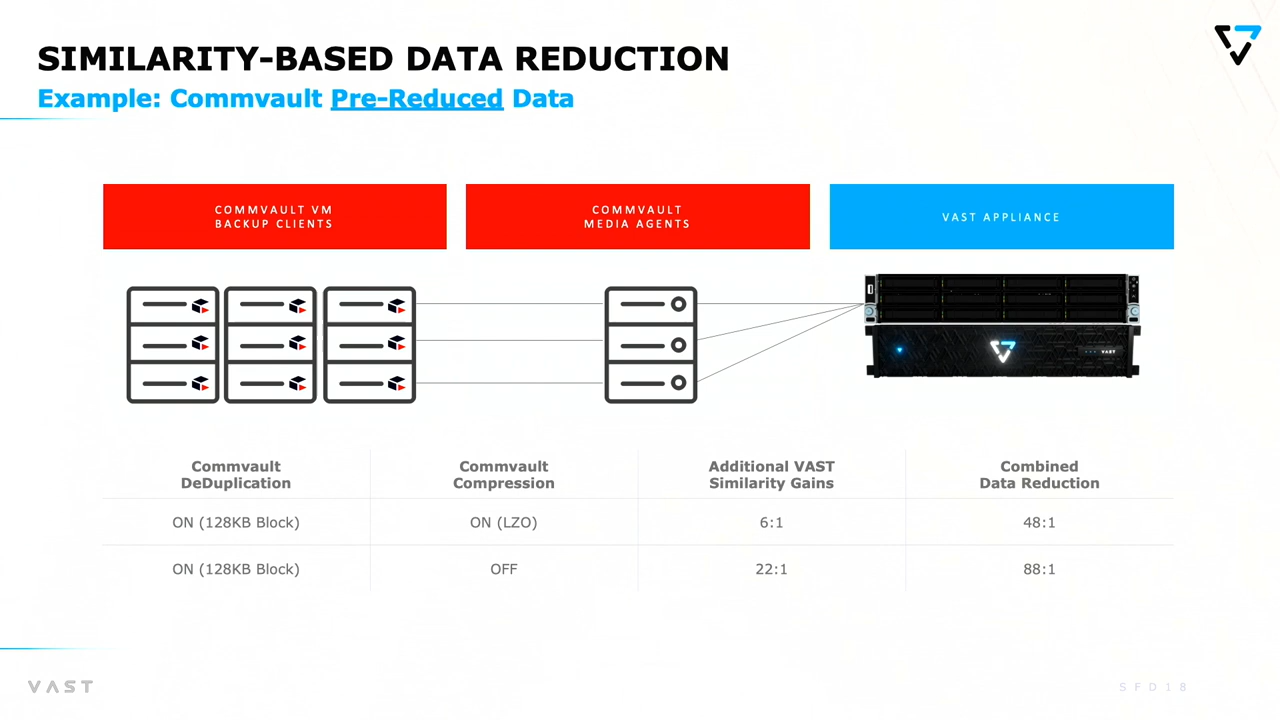 SIMILARITY-BASED DATA REDUCTION
Example: Commvault Pre-Reduced Data
COMMVAULT VM
BACKUP CLIENTS
COMMVAULT
MEDIA AGENTS
VAST APPLIANCE
VAST
Commvault
DeDuplication
Commvault
Compression
Additional VAST
Similarity Gains
Combined
Data Reduction
ON (128KB Block)
ON (LZO)
6:1
48:1
ON (128KB Block)
OFF
22:1
88:1
VAST
SFD18